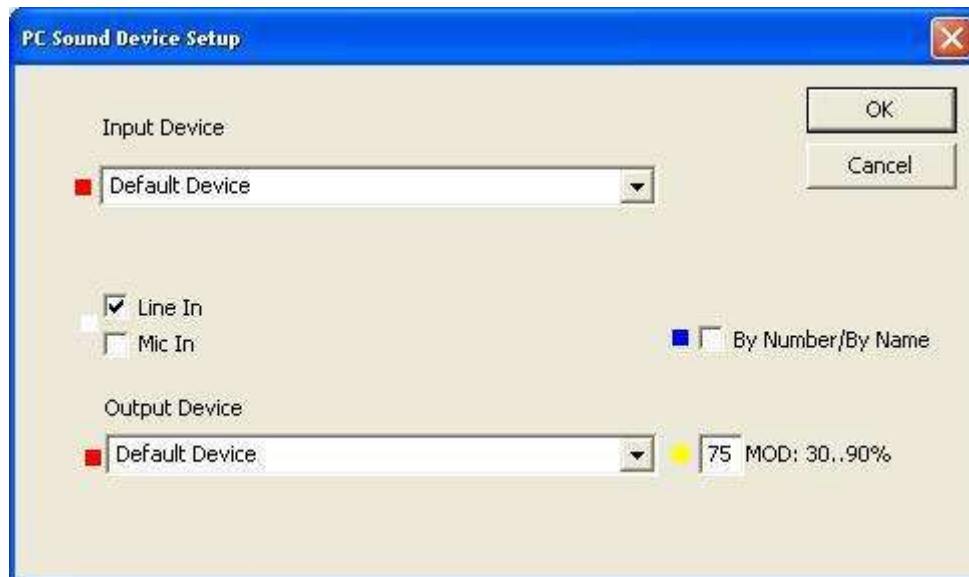 PC Sound Device Setup
OK
Input Device
Cancel
Default Device
Line In
Mic In
By Number/By Name
Output Device
Default Device
75 MOD: 30..90%